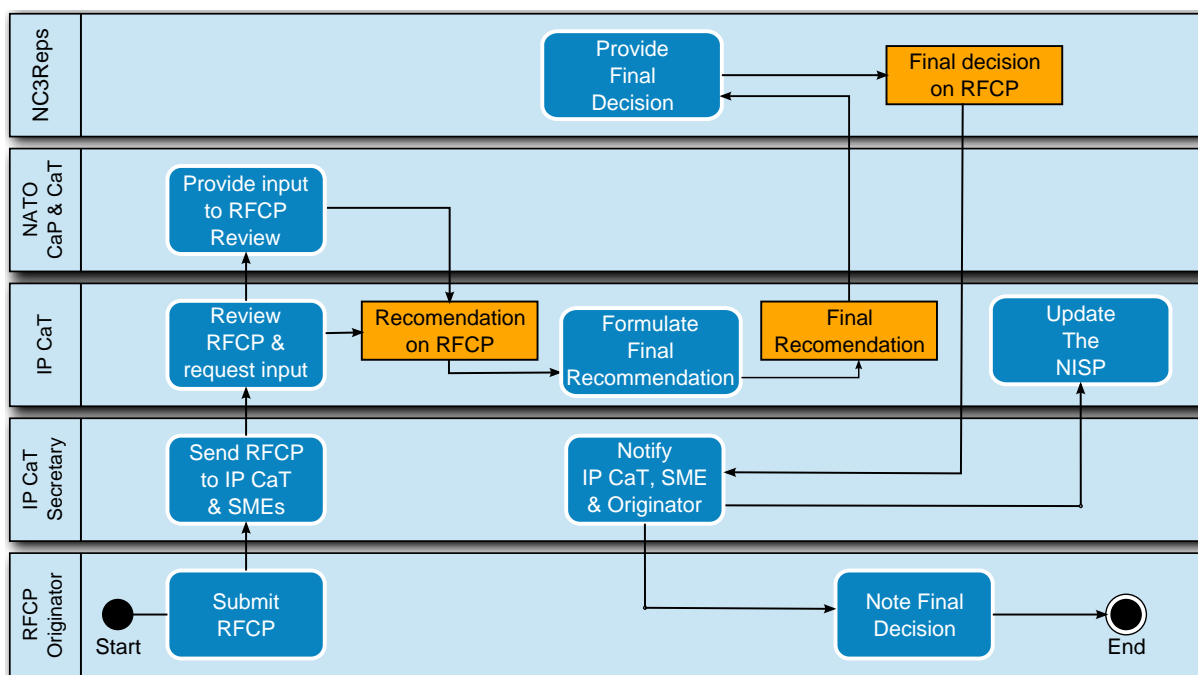 NC3Reps
Provide
Final
Decision
Final decision
on RFCP
NATO
CaP & CaT
Provide input
to RFCP
Review
IP CaT
Review
RFCP &
request input
Recomendation
on RFCP
Formulate
Final
Recommendation
Final
Recomendation
Update
The
NISP
IP CaT
Secretary
Send RFCP
to IP CaT
& SMEs
Notify
IP CaT, SME
& Originator
RFCP
Originator
Start
Submit
RFCP
Note Final
Decision
End